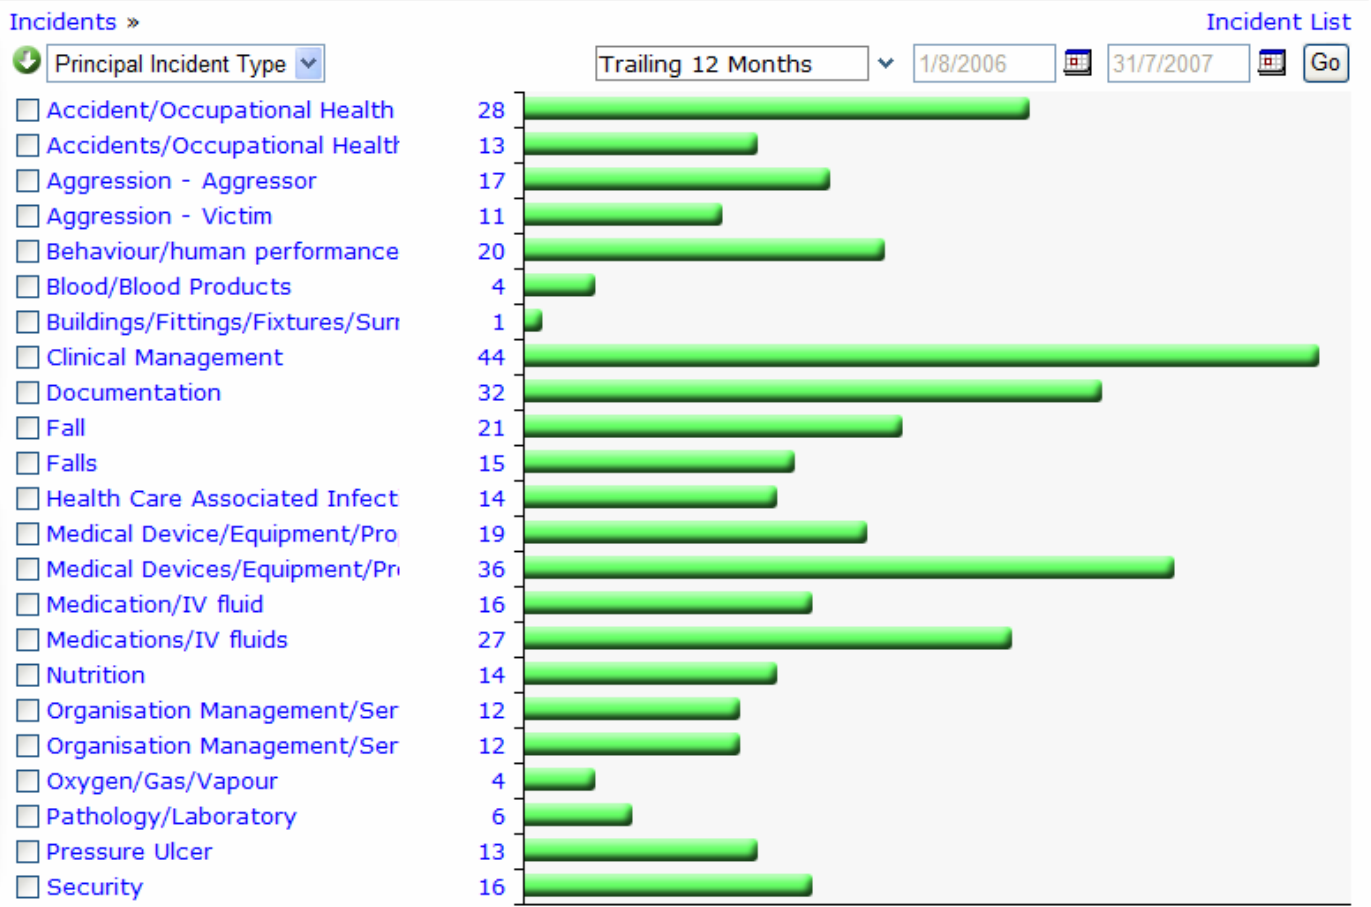 Incidents » Incident List
Principal Incident Type Trailing 12 Months 1/8/2006 31/7/2007 Go
Accident/Occupational Health 28
Accidents/Occupational Health 13
Aggression - Aggressor 17
Aggression - Victim 11
Behaviour/human performance 20
Blood/Blood Products 4
Buildings/Fittings/Fixtures/Surr 1
Clinical Management 44
Documentation 32
Fall 21
Falls 15
Health Care Associated Infect 14
Medical Device/Equipment/Pro 19
Medical Devices/Equipment/Pr 36
Medication/IV fluid 16
Medications/IV fluids 27
Nutrition 14
Organisation Management/Ser 12
Organisation Management/Ser 12
Oxygen/Gas/Vapour 4
Pathology/Laboratory 6
Pressure Ulcer 13
Security 16